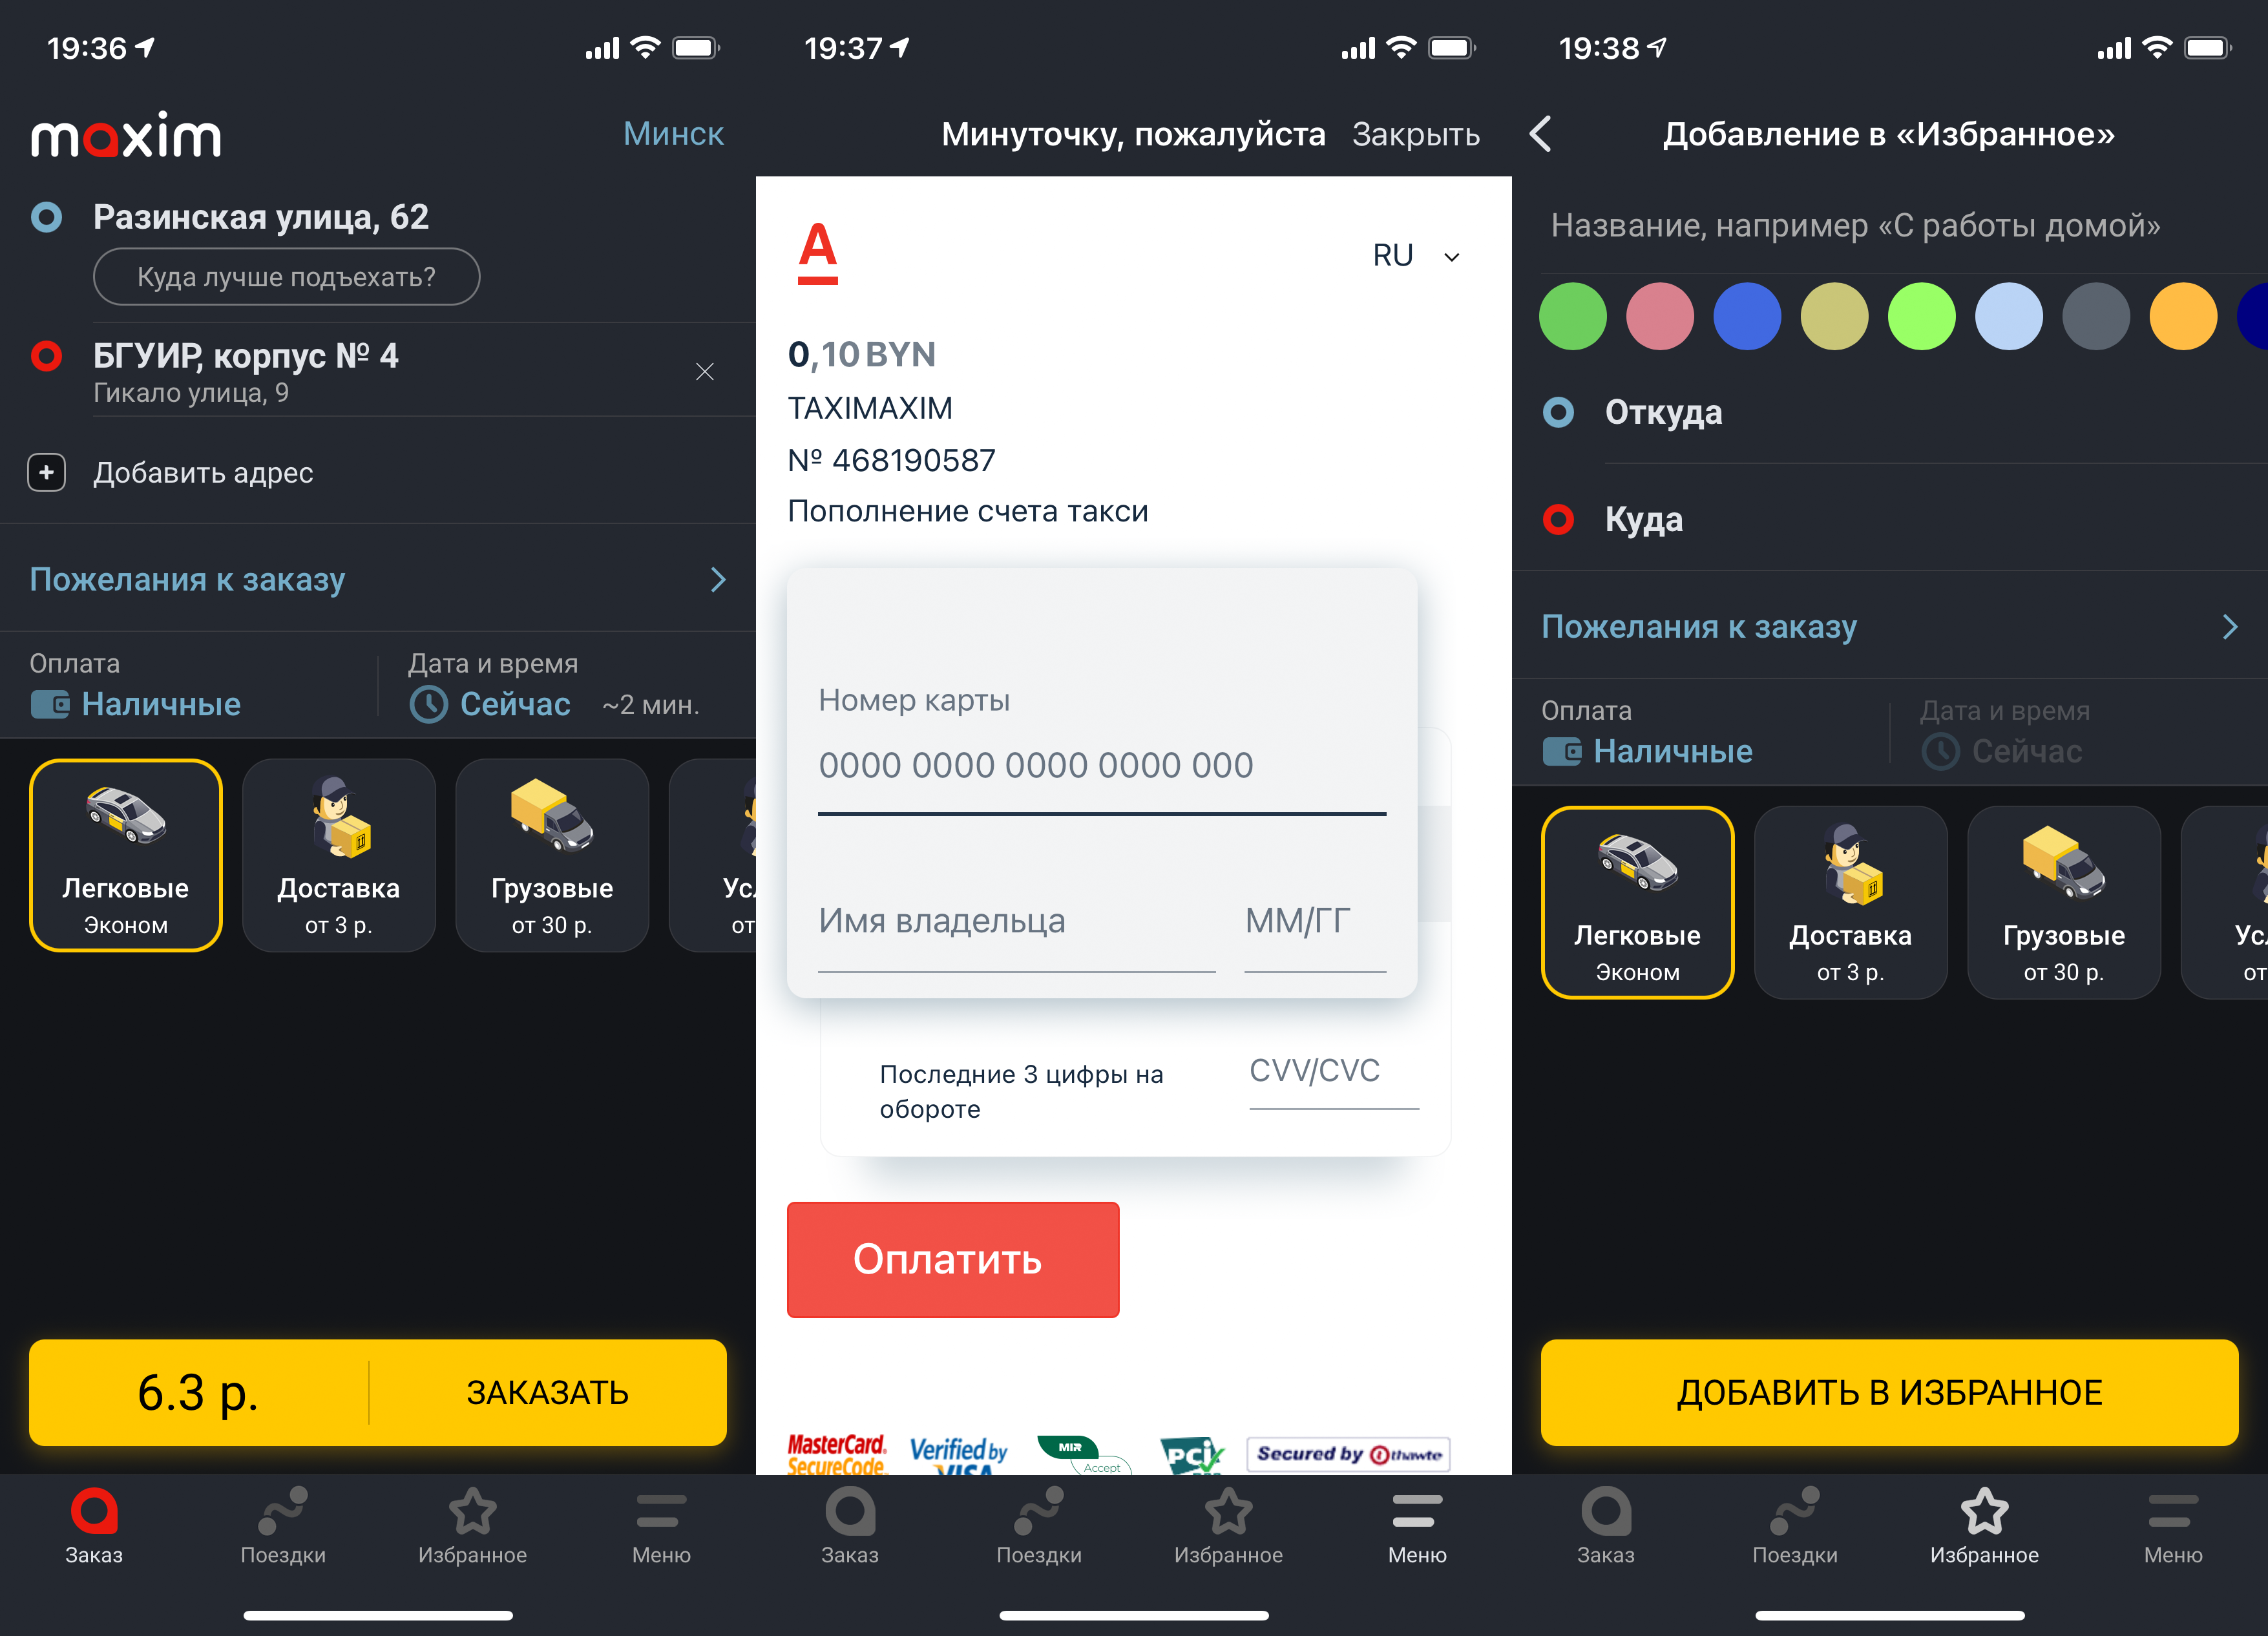 19:36
maxim
Минск
Разинская улица, 62
Куда лучше подъехать?
БГУИР, корпус № 4
Гикало улица, 9
Добавить адрес
Пожелания к заказу
Оплата
Наличные
Дата и время
Сейчас ~2 мин.
Легковые
Эконом
Доставка
от 3 р.
Грузовые
от 30 р.
Усл
от
6.3 р.
ЗАКАЗАТЬ
Заказ
Поездки
Избранное
Меню
19:37
Минуточку, пожалуйста
Закрыть
А
RU
0,10 BYN
TAXIMAXIM
№ 468190587
Пополнение счета такси
Номер карты
0000 0000 0000 0000 000
Имя владельца
ММ/ГГ
Последние 3 цифры на
обороте
CVV/CVC
Оплатить
MasterCard.
SecureCode.
Verified by
VISA
MIR
Accept
PCI
DSS
Secured by thawte
Заказ
Поездки
Избранное
Меню
19:38
Добавление в «Избранное»
Название, например «С работы домой»
Откуда
Куда
Пожелания к заказу
Оплата
Наличные
Дата и время
Сейчас
Легковые
Эконом
Доставка
от 3 р.
Грузовые
от 30 р.
Усл
от
ДОБАВИТЬ В ИЗБРАННОЕ
Заказ
Поездки
Избранное
Меню